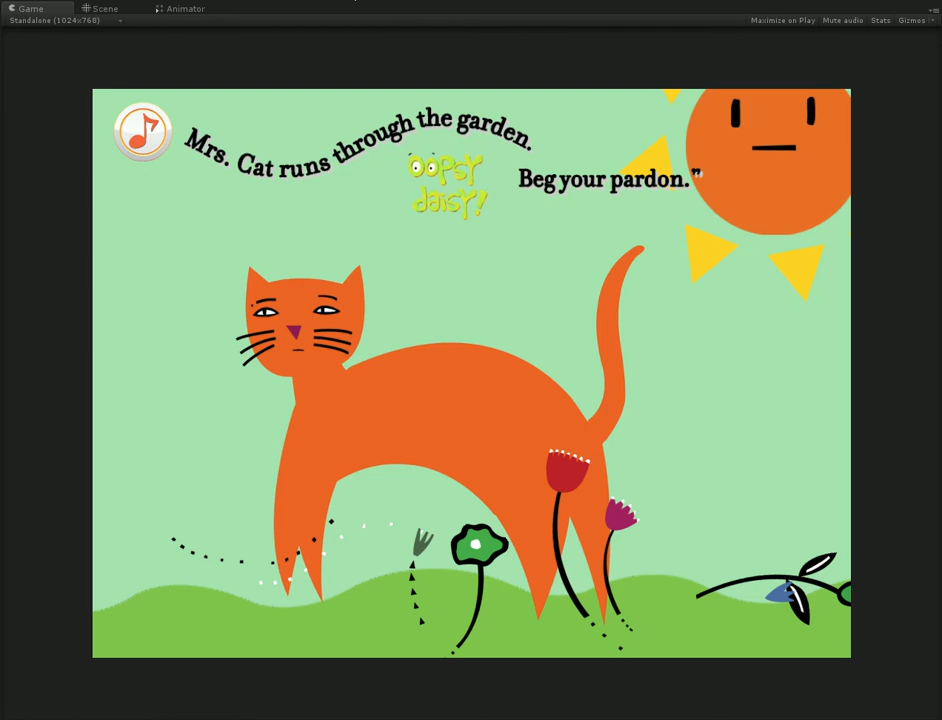 Game
Scene
Animator
Standalone (1024x768)
Maximize on Play
Mute audio
Stats
Gizmos
Mrs. Cat runs through the garden.
OOPSY
daisy!
Beg your pardon.”